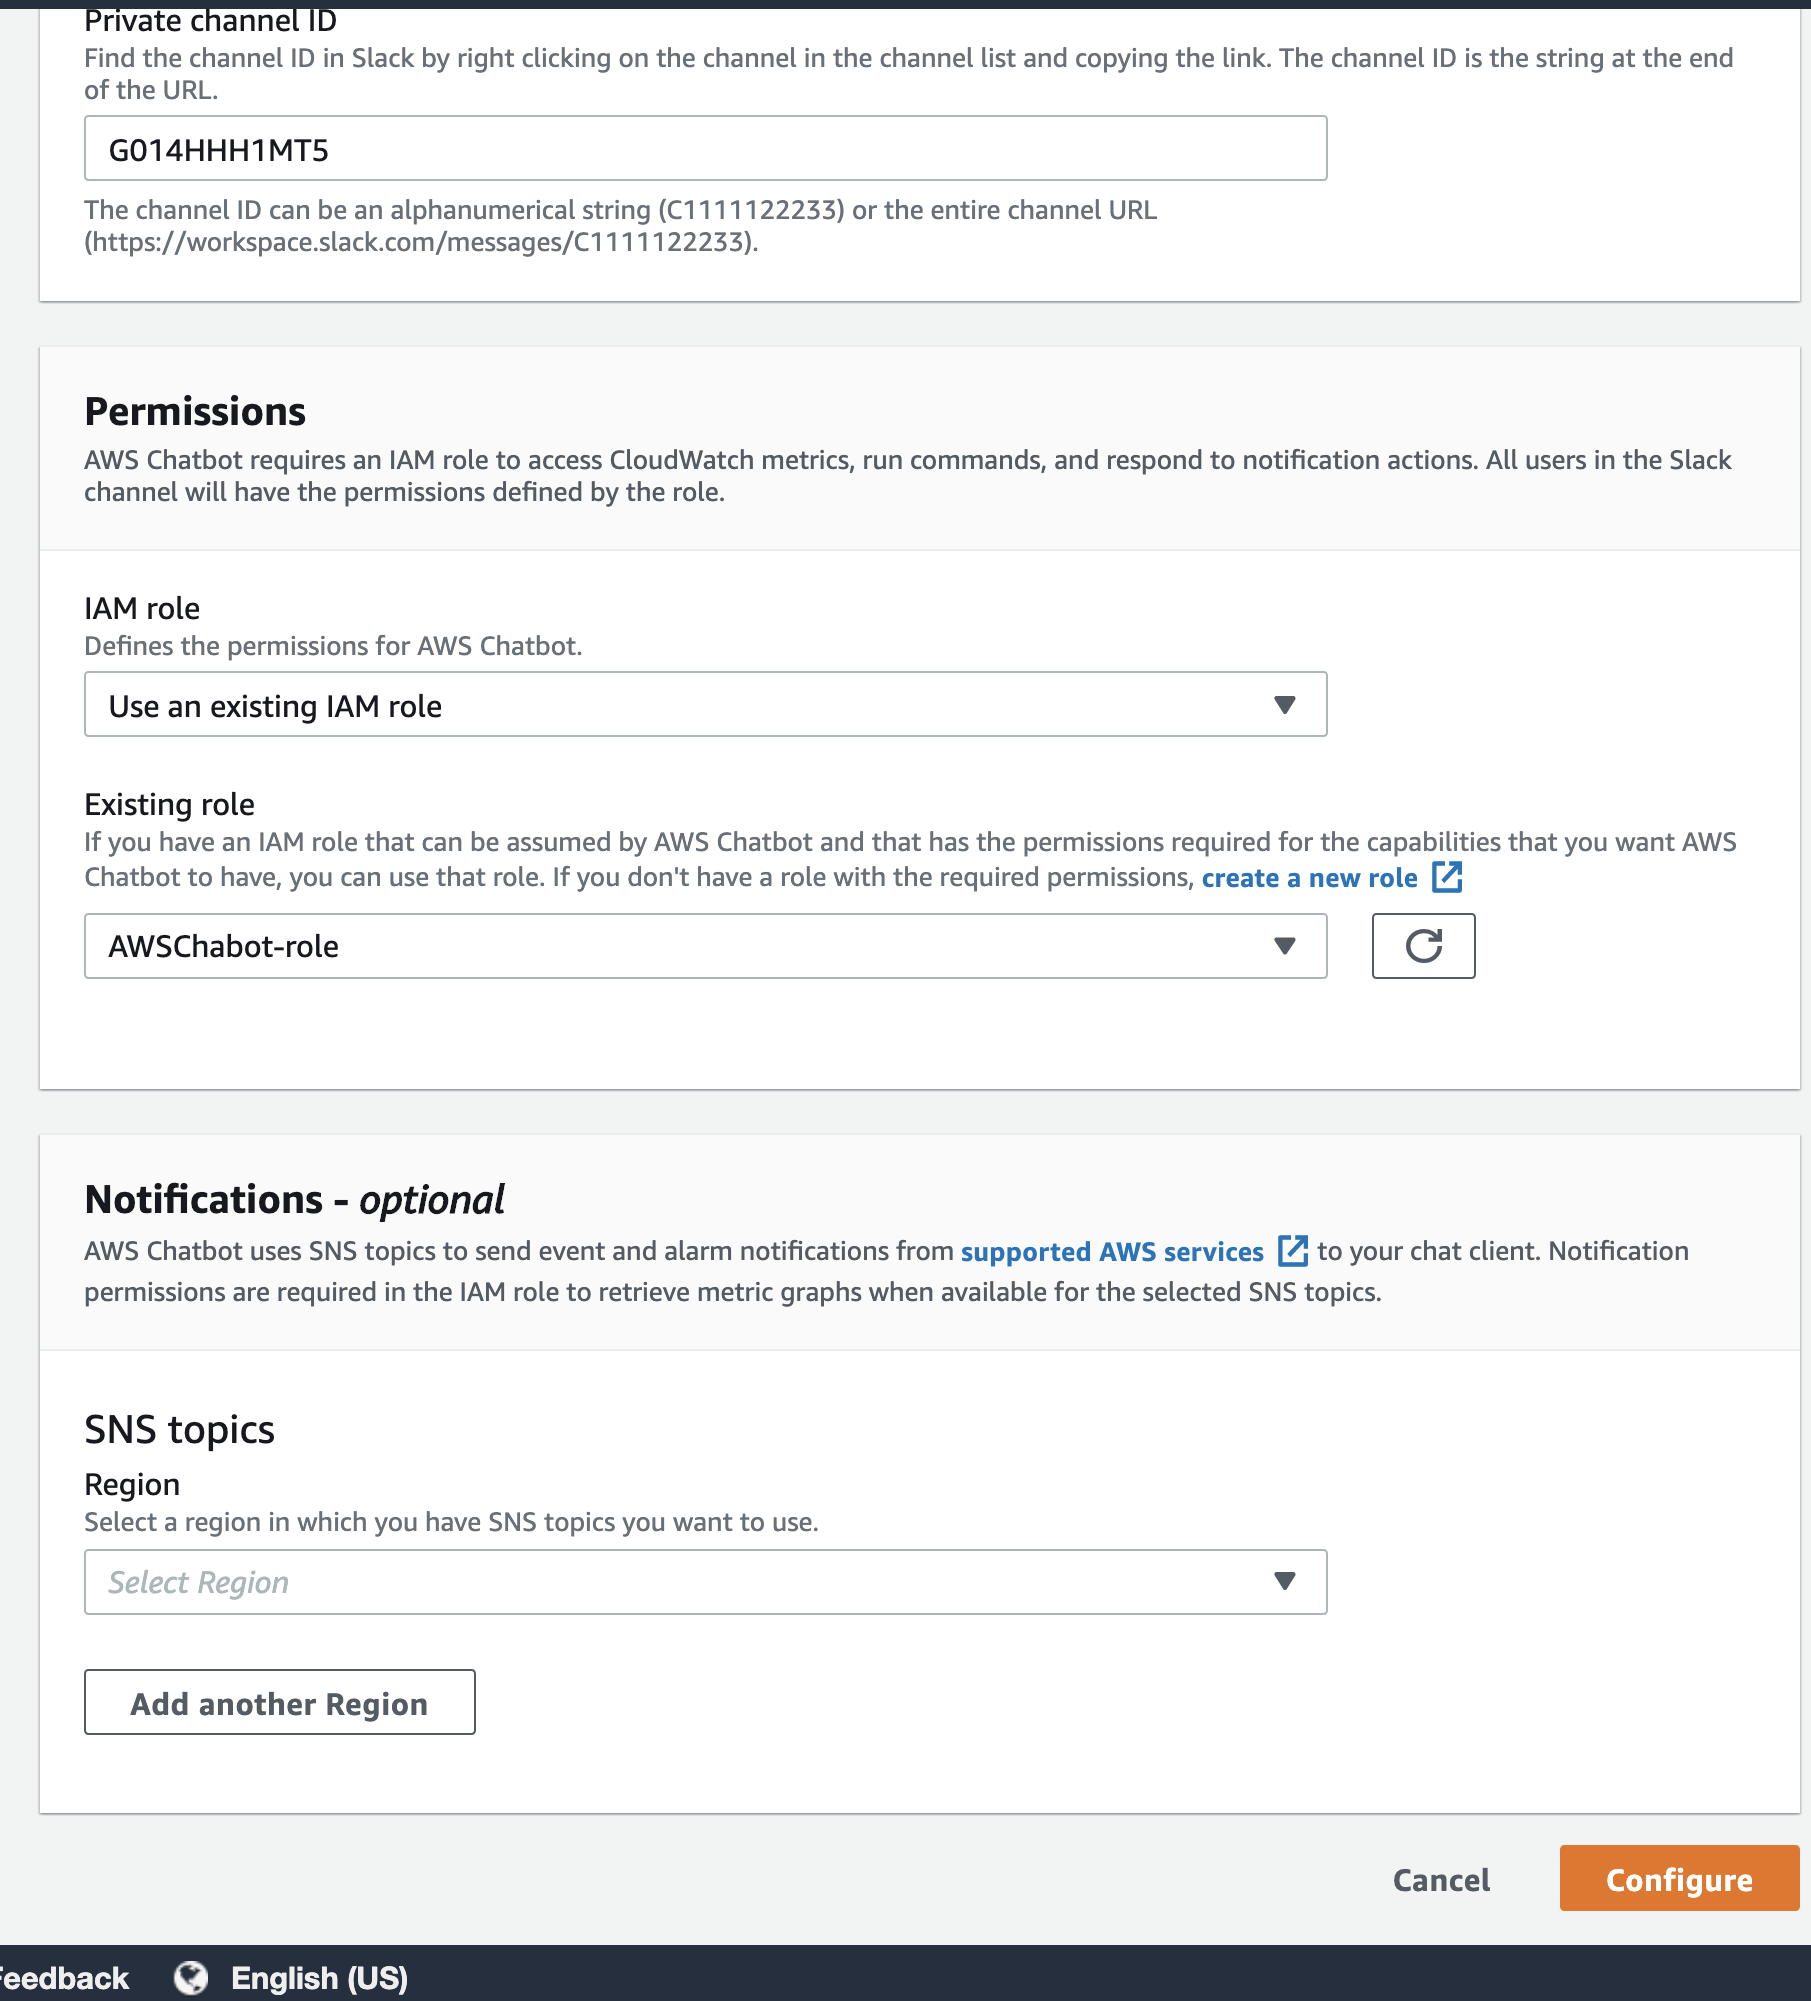 Private channel ID
Find the channel ID in Slack by right clicking on the channel in the channel list and copying the link. The channel ID is the string at the end
of the URL.
G014HHH1MT5
The channel ID can be an alphanumerical string (C1111122233) or the entire channel URL
(https://workspace.slack.com/messages/C1111122233).
Permissions
AWS Chatbot requires an IAM role to access CloudWatch metrics, run commands, and respond to notification actions. All users in the Slack
channel will have the permissions defined by the role.
IAM role
Defines the permissions for AWS Chatbot.
Use an existing IAM role
Existing role
If you have an IAM role that can be assumed by AWS Chatbot and that has the permissions required for the capabilities that you want AWS
Chatbot to have, you can use that role. If you don't have a role with the required permissions, create a new role
AWSChabot-role
Notifications - optional
AWS Chatbot uses SNS topics to send event and alarm notifications from supported AWS services to your chat client. Notification
permissions are required in the IAM role to retrieve metric graphs when available for the selected SNS topics.
SNS topics
Region
Select a region in which you have SNS topics you want to use.
Select Region
Add another Region
Cancel
Configure
Feedback
English (US)